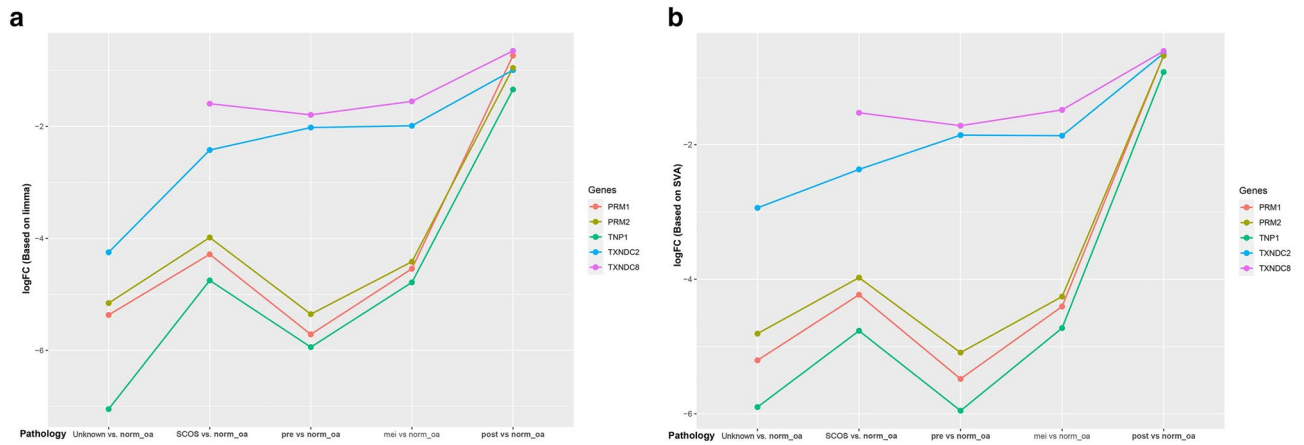 a
logFC (Based on limma)
-2
-4
-6
Pathology
Unknown vs. norm_oa
SCOS vs. norm_oa
pre vs norm_oa
mei vs norm_oa
post vs norm_oa
Genes
PRM1
PRM2
TNP1
TXNDC2
TXNDC8
b
logFC (Based on SVA)
-2
-4
-6
Pathology
Unknown vs. norm_oa
SCOS vs. norm_oa
pre vs norm_oa
mei vs norm_oa
post vs norm_oa
Genes
PRM1
PRM2
TNP1
TXNDC2
TXNDC8